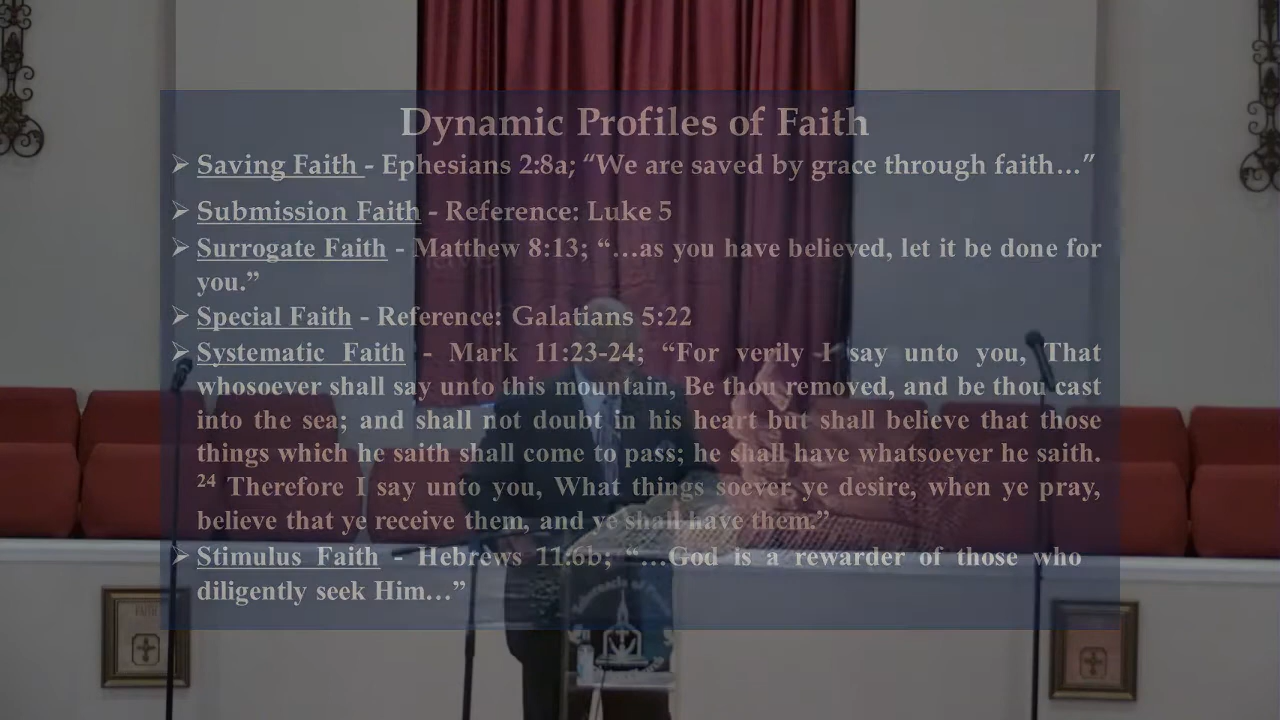 Dynamic Profiles of Faith
➢ Saving Faith - Ephesians 2:8a; “We are saved by grace through faith…”
➢ Submission Faith - Reference: Luke 5
➢ Surrogate Faith - Matthew 8:13; “…as you have believed, let it be done for
you.”
➢ Special Faith - Reference: Galatians 5:22
➢ Systematic Faith - Mark 11:23-24; “For verily I say unto you, That
whosoever shall say unto this mountain, Be thou removed, and be thou cast
into the sea; and shall not doubt in his heart but shall believe that those
things which he saith shall come to pass; he shall have whatsoever he saith.
²⁴ Therefore I say unto you, What things soever ye desire, when ye pray,
believe that ye receive them, and ye shall have them.”
➢ Stimulus Faith - Hebrews 11:6b; “…God is a rewarder of those who
diligently seek Him…”
FAITH